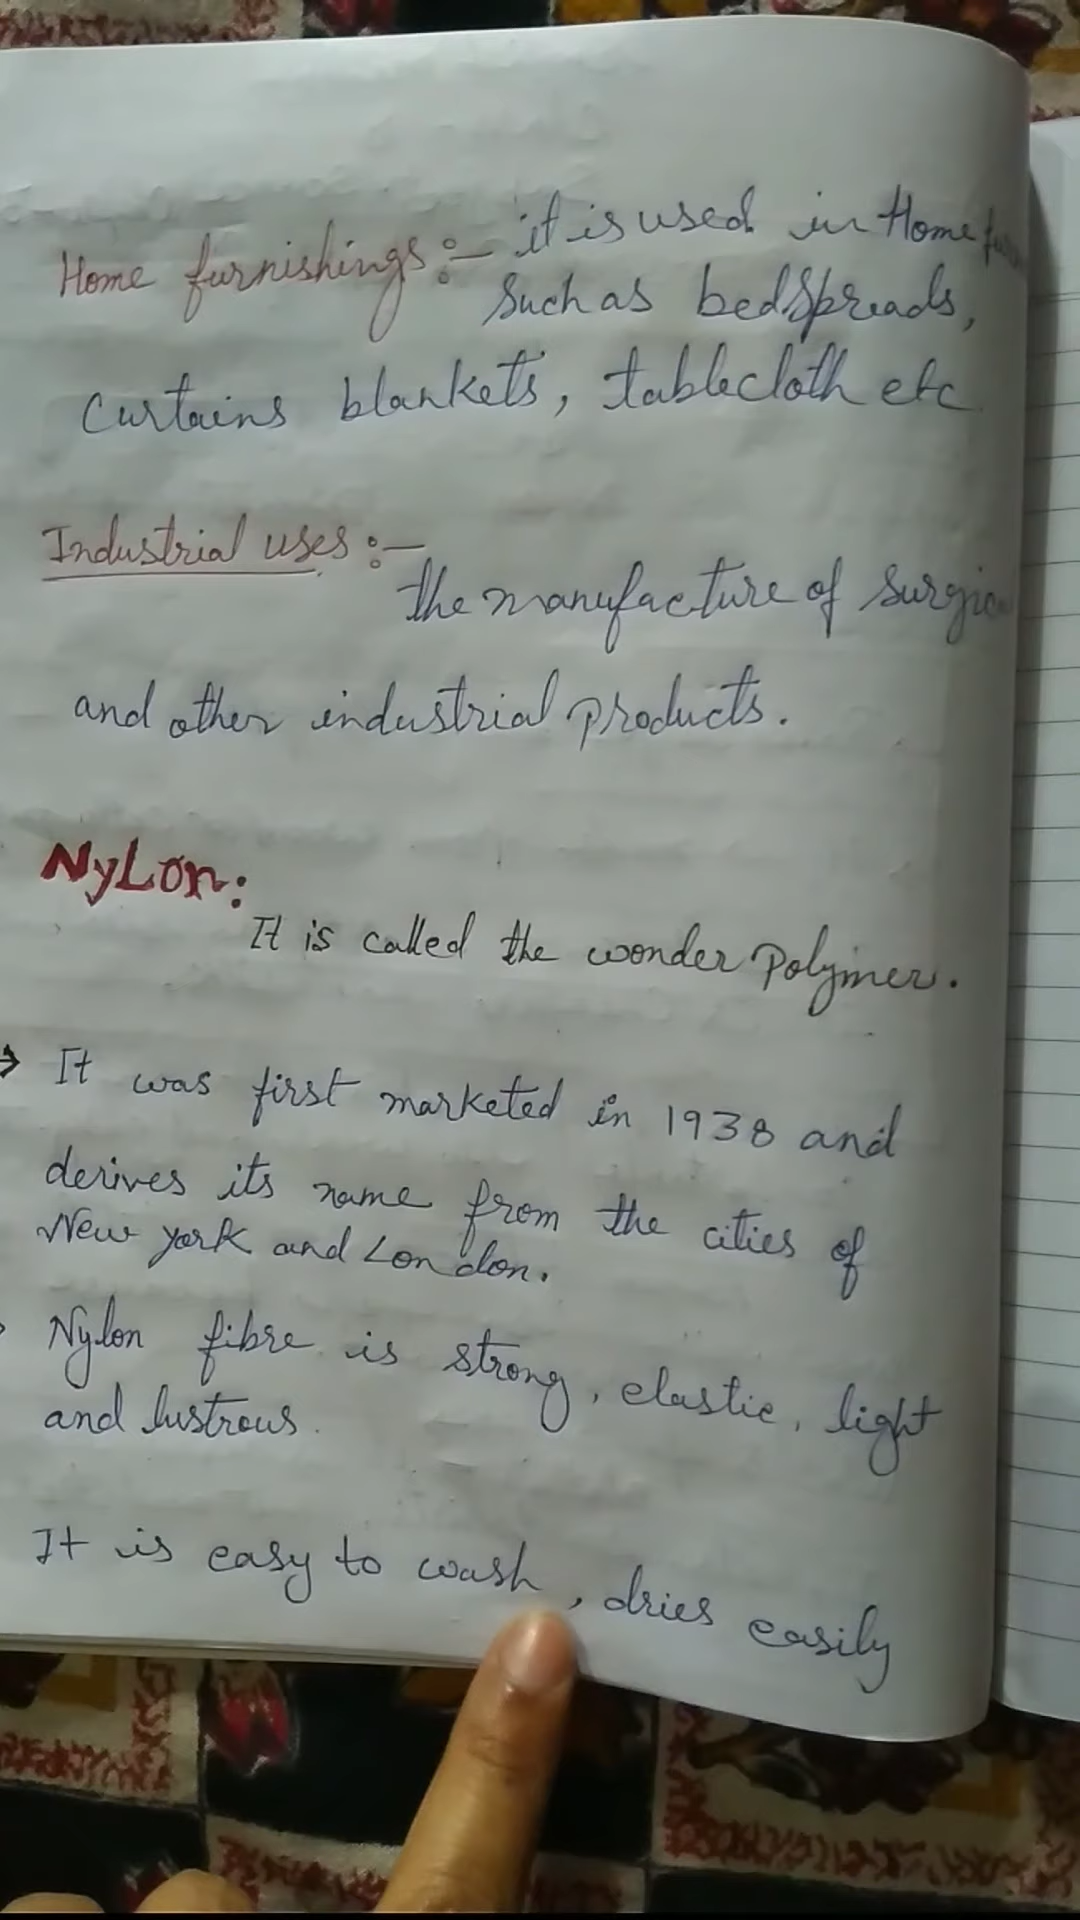 Home furnishings :- it is used in Home
Such as bedspreads,
Curtains blankets, tablecloth etc
Industrial uses :-
the manufacture of
and other industrial products.
NyLon:
It is called the wonder polymer.
→ It was first marketed in 1938 and
derives its name from the cities of
New york and London.
Nylon fibre is strong, elastic, light
and lustrous.
It is easy to wash, dries easily